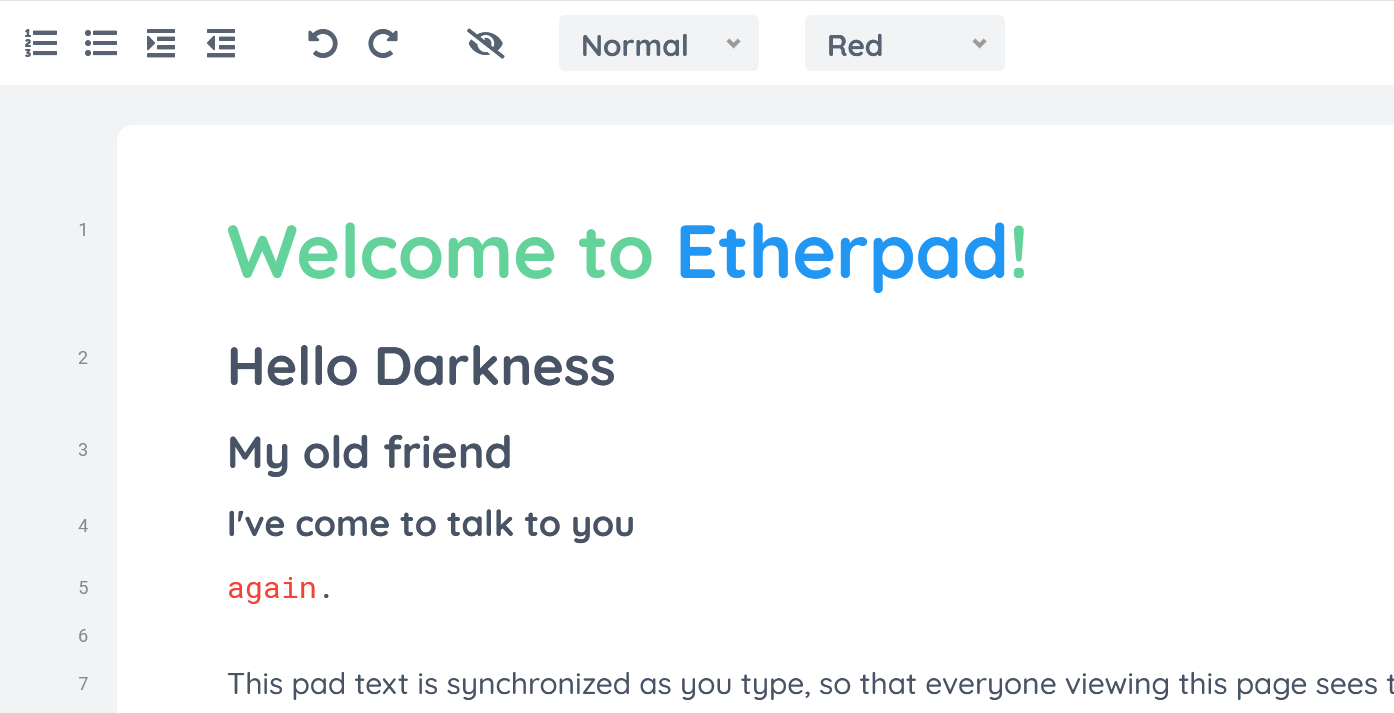 Normal Red
1 Welcome to Etherpad!
2 Hello Darkness
3 My old friend
4 I've come to talk to you
5 again.
6
7 This pad text is synchronized as you type, so that everyone viewing this page sees